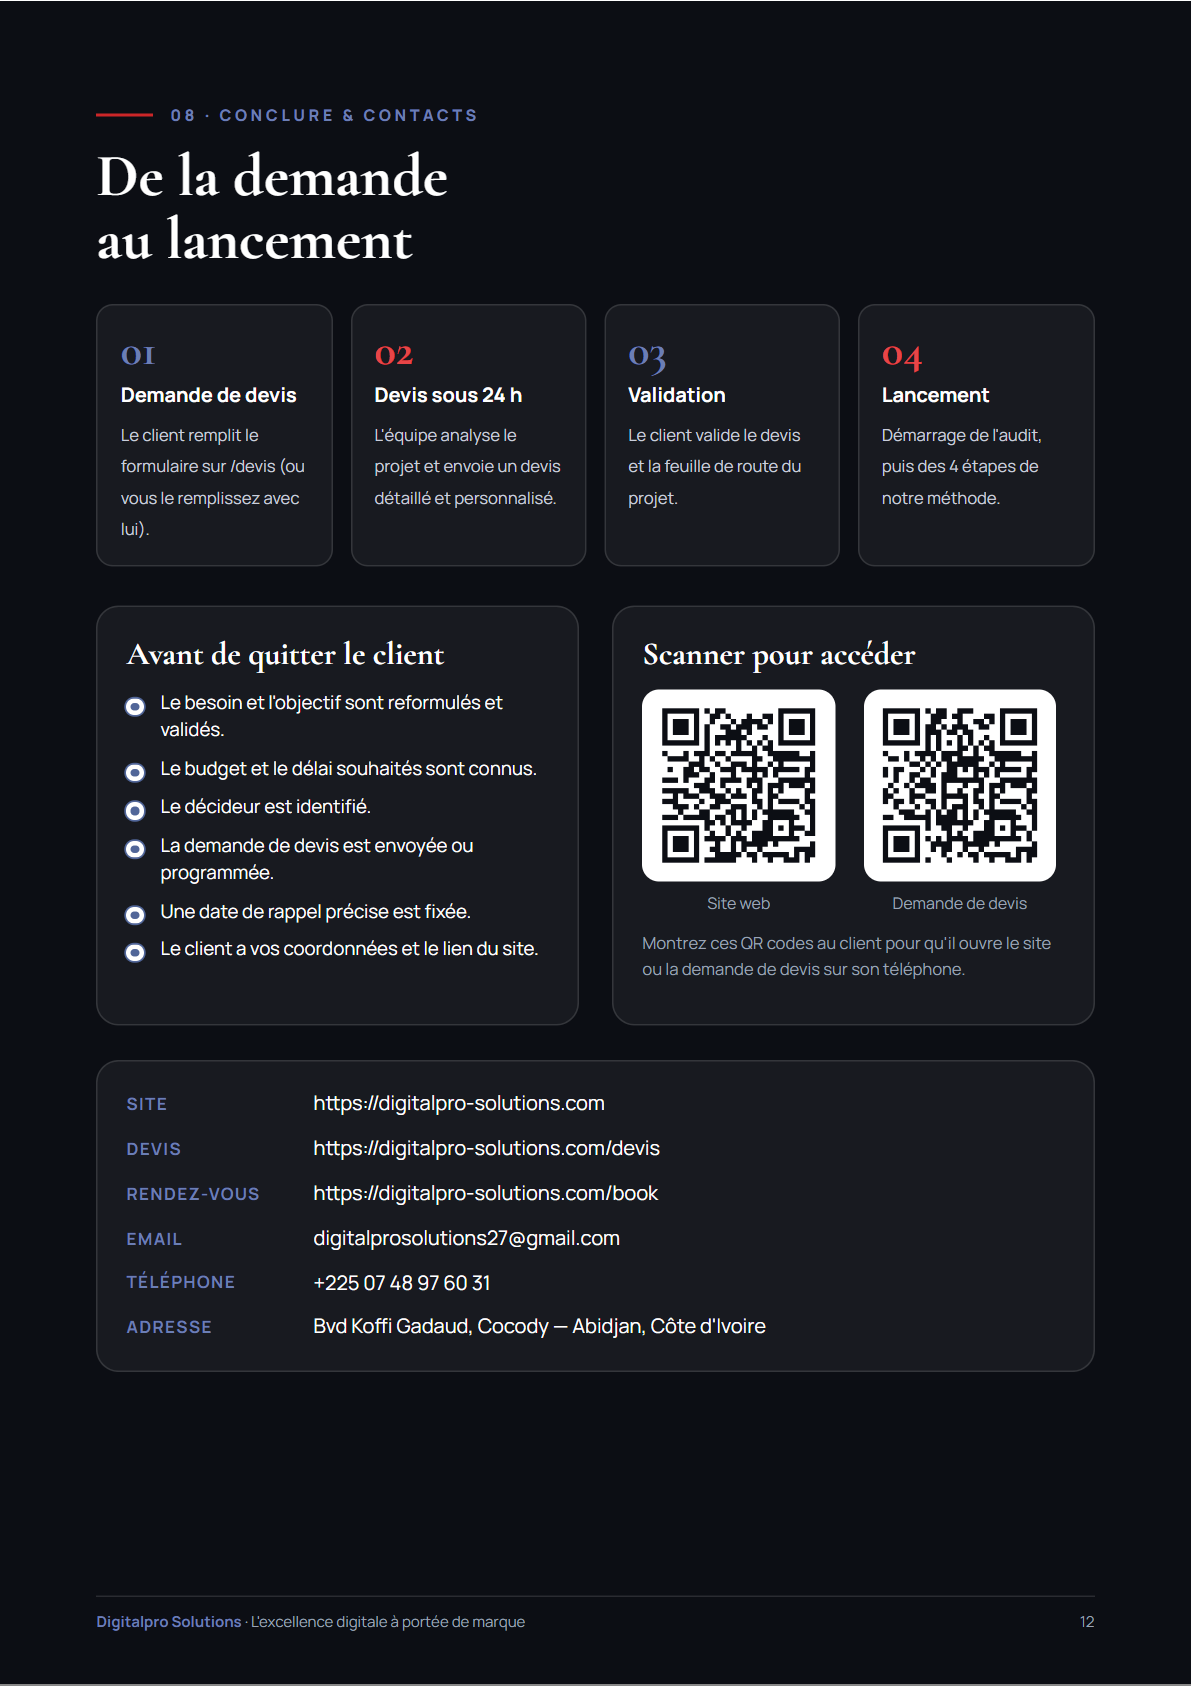 08 · CONCLURE & CONTACTS
De la demande
au lancement
01
Demande de devis
Le client remplit le
formulaire sur /devis (ou
vous le remplissez avec
lui).
02
Devis sous 24 h
L'équipe analyse le
projet et envoie un devis
détaillé et personnalisé.
03
Validation
Le client valide le devis
et la feuille de route du
projet.
04
Lancement
Démarrage de l'audit,
puis des 4 étapes de
notre méthode.
Avant de quitter le client
Le besoin et l'objectif sont reformulés et
validés.
Le budget et le délai souhaités sont connus.
Le décideur est identifié.
La demande de devis est envoyée ou
programmée.
Une date de rappel précise est fixée.
Le client a vos coordonnées et le lien du site.
Scanner pour accéder
Site web
Demande de devis
Montrez ces QR codes au client pour qu'il ouvre le site
ou la demande de devis sur son téléphone.
SITE https://digitalpro-solutions.com
DEVIS https://digitalpro-solutions.com/devis
RENDEZ-VOUS https://digitalpro-solutions.com/book
EMAIL digitalprosolutions27@gmail.com
TÉLÉPHONE +225 07 48 97 60 31
ADRESSE Bvd Koffi Gadaud, Cocody — Abidjan, Côte d'Ivoire
Digitalpro Solutions · L'excellence digitale à portée de marque 12